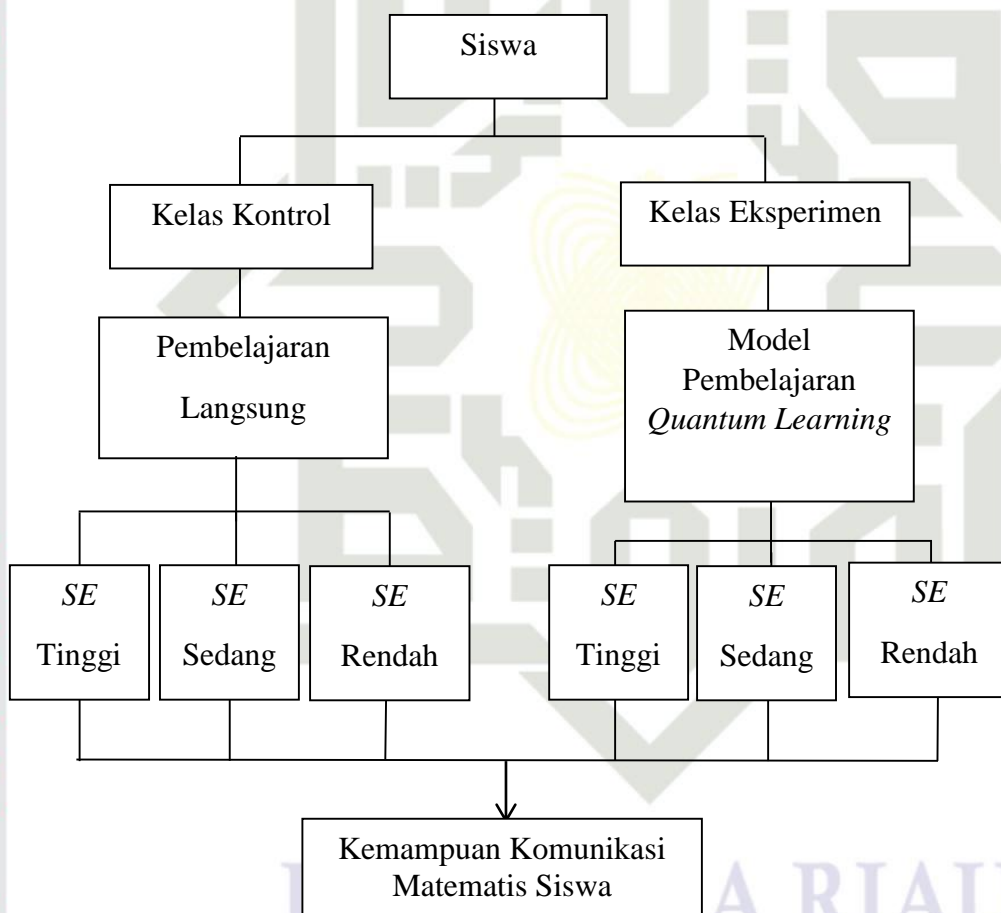 Siswa
Kelas Kontrol
Kelas Eksperimen
Pembelajaran
Langsung
Model
Pembelajaran
Quantum Learning
SE
Tinggi
SE
Sedang
SE
Rendah
SE
Tinggi
SE
Sedang
SE
Rendah
Kemampuan Komunikasi
Matematis Siswa
A RIAU